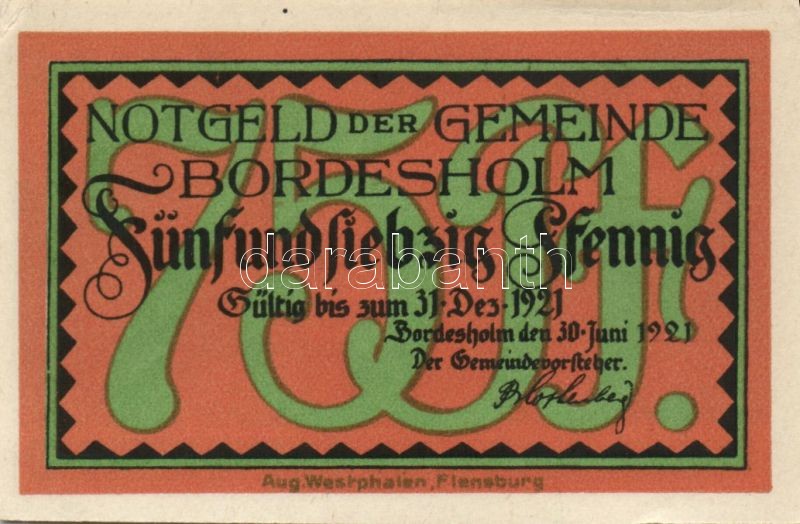 NOTGELD DER GEMEINDE
BORDESHOLM
75 Pf.
Fünfundsiebzig Pfennig
darabanth
Gültig bis zum 31·Dez·1921
Bordesholm den 30·Juni 1921
Der Gemeindevorsteher.
Aug. Westphalen, Flensburg